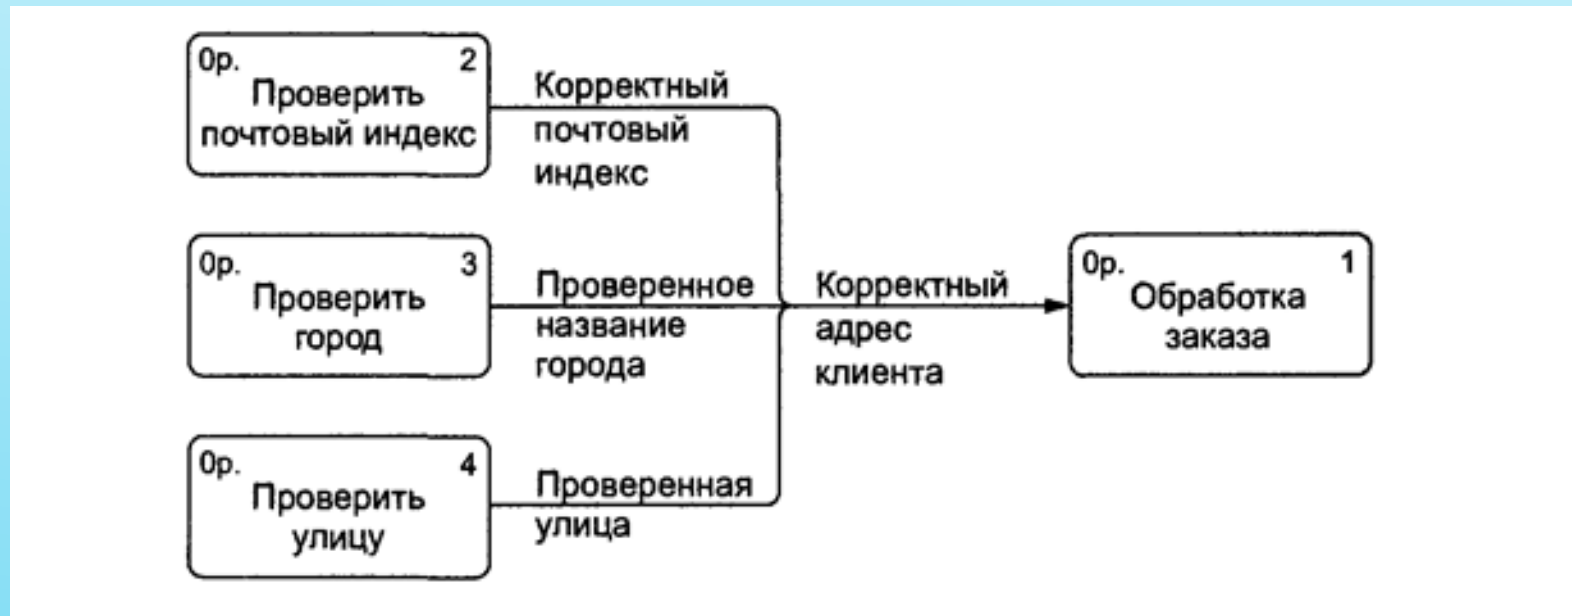 0р. 2
Проверить
почтовый индекс
Корректный
почтовый
индекс
0р. 3
Проверить
город
Проверенное
название
города
Корректный
адрес
клиента
0р. 1
Обработка
заказа
0р. 4
Проверить
улицу
Проверенная
улица